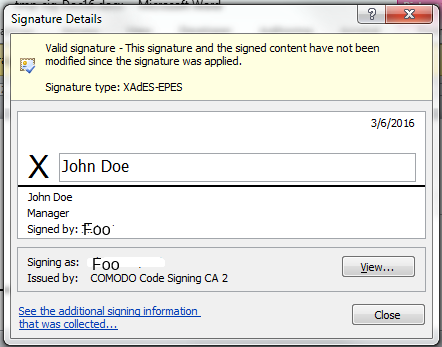 Signature Details
Valid signature - This signature and the signed content have not been
modified since the signature was applied.
Signature type: XAdES-EPES
3/6/2016
X John Doe
John Doe
Manager
Signed by: Foo
Signing as: Foo
Issued by: COMODO Code Signing CA 2
View...
See the additional signing information
that was collected...
Close